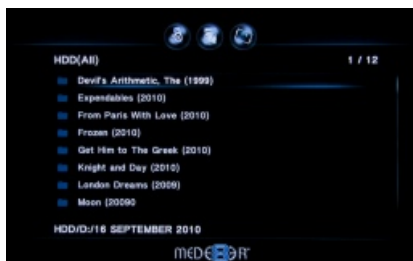 HDD(All) 1 / 12
Devil's Arithmetic, The (1999)
Expendables (2010)
From Paris With Love (2010)
Frozen (2010)
Get Him to The Greek (2010)
Knight and Day (2010)
London Dreams (2009)
Moon (20090
HDD/D:/16 SEPTEMBER 2010
MEDE8ER